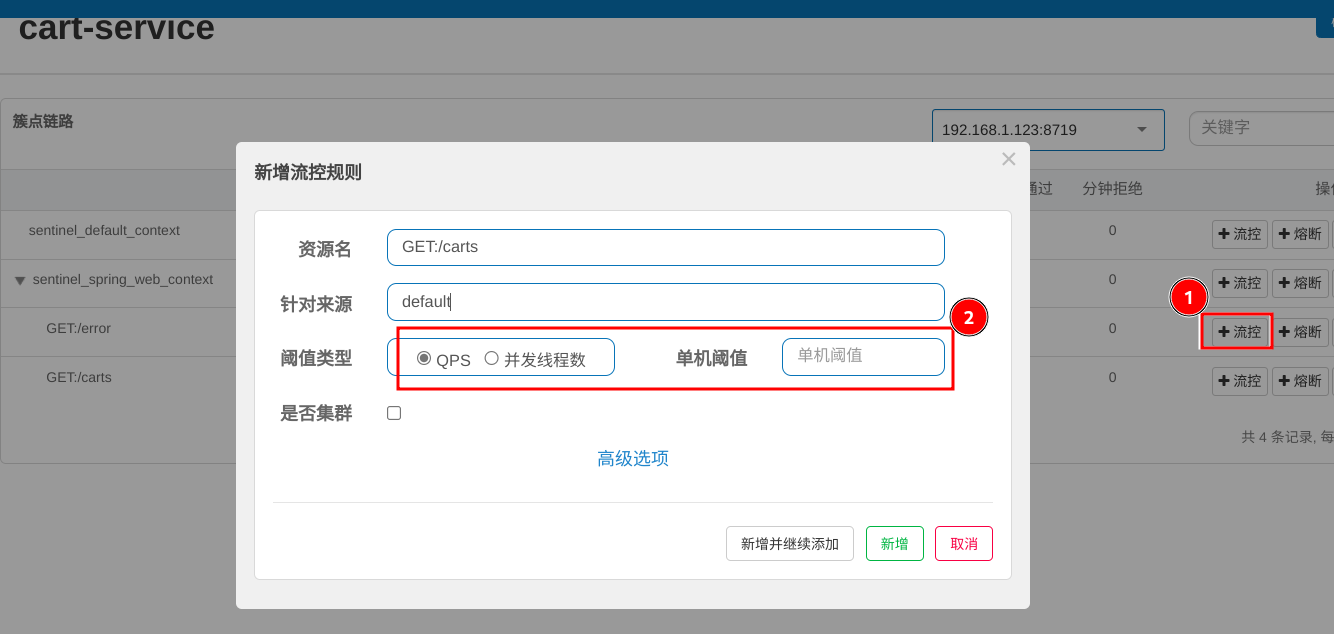 cart-service
簇点链路
192.168.1.123:8719
关键字
通过 分钟拒绝
sentinel_default_context 0 流控 熔断
sentinel_spring_web_context 0 流控 熔断
GET:/error 0 流控 熔断
GET:/carts 0 流控 熔断
共 4 条记录, 每
新增流控规则
×
资源名 GET:/carts
针对来源 default
阈值类型 QPS 并发线程数 单机阈值 单机阈值
是否集群
高级选项
新增并继续添加 新增 取消
1
2